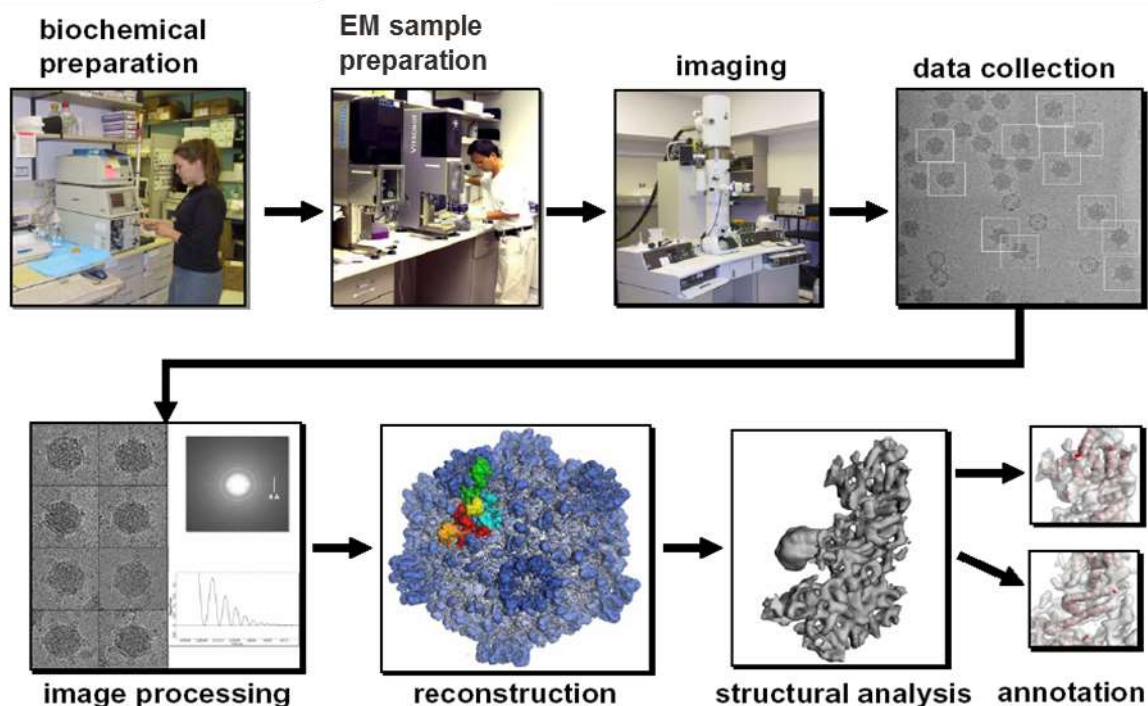 biochemical
preparation
EM sample
preparation
imaging
data collection
image processing
reconstruction
structural analysis
annotation